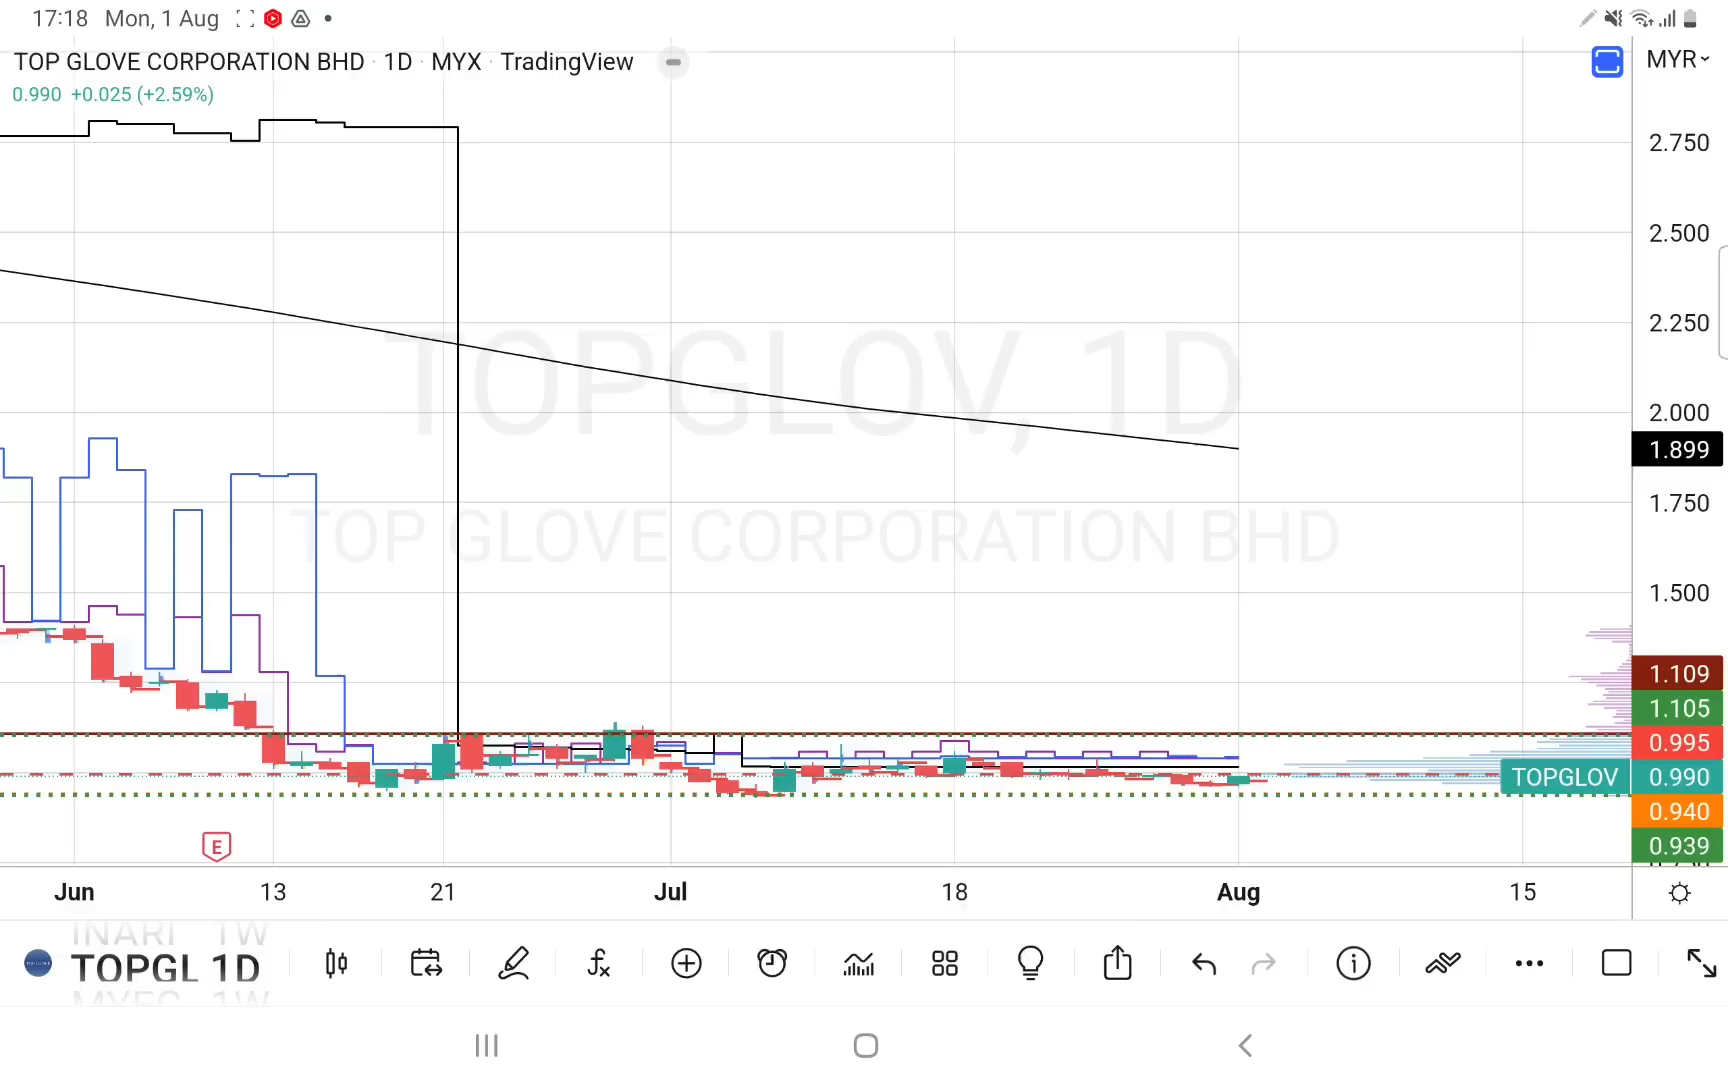 17:18 Mon, 1 Aug
TOP GLOVE CORPORATION BHD · 1D · MYX · TradingView
MYR
0.990 +0.025 (+2.59%)
2.750
2.500
2.250
2.000
1.899
1.750
1.500
TOPGLOV, 1D
TOP GLOVE CORPORATION BHD
1.109
1.105
0.995
TOPGLOV 0.990
0.940
0.939
E
Jun 13 21 Jul 18 Aug 15
INARI 1W
TOPGL 1D